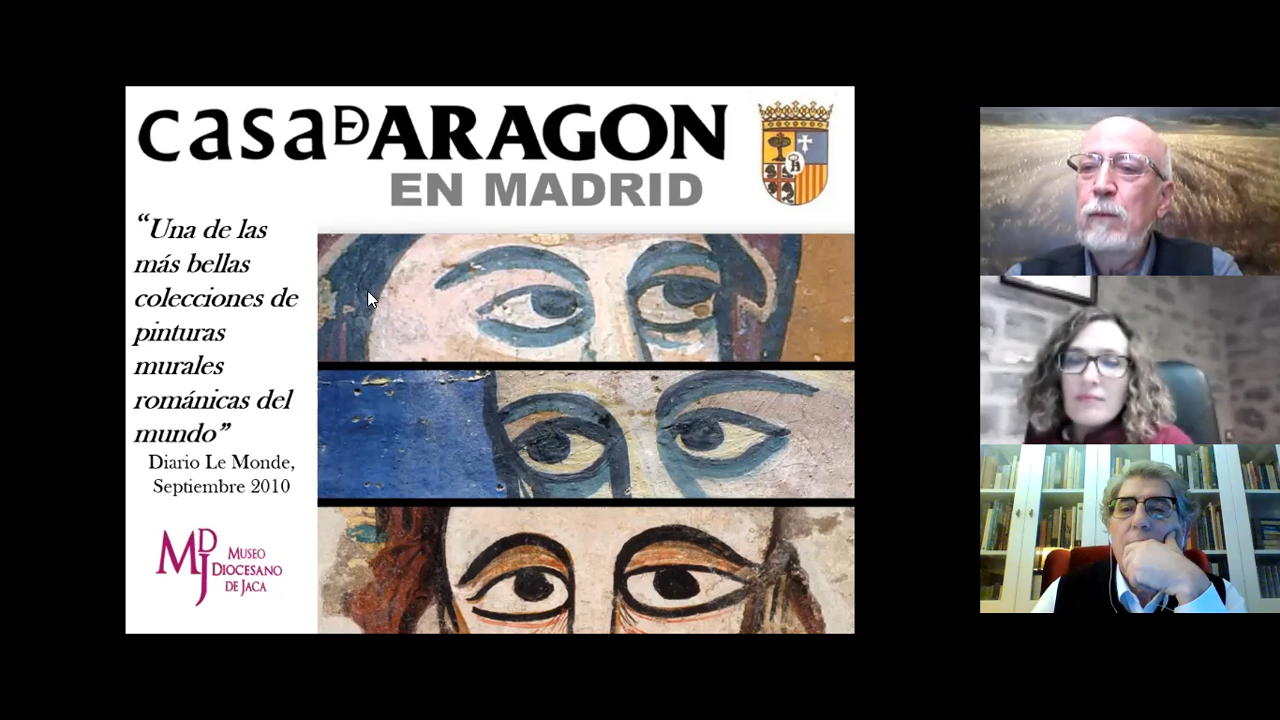 casa DE ARAGON
EN MADRID
“Una de las
más bellas
colecciones de
pinturas
murales
románicas del
mundo”
Diario Le Monde,
Septiembre 2010
MDJ MUSEO
DIOCESANO
DE JACA